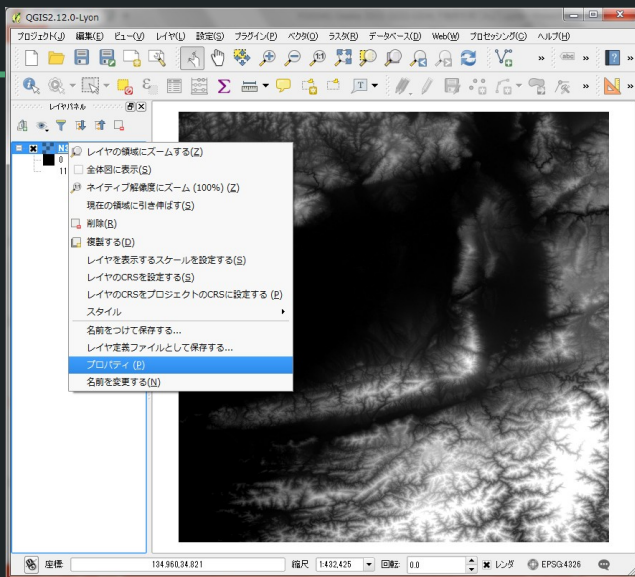 QGIS2.12.0-Lyon
プロジェクト(J) 編集(E) ビュー(V) レイヤ(L) 設定(S) プラグイン(P) ベクタ(O) ラスタ(R) データベース(D) Web(W) プロセッシング(C) ヘルプ(H)
abc
レイヤパネル
0
11
レイヤの領域にズームする(Z)
全体図に表示(S)
ネイティブ解像度にズーム (100%) (Z)
現在の領域に引き伸ばす(S)
削除(R)
複製する(D)
レイヤを表示するスケールを設定する(S)
レイヤのCRSを設定する(S)
レイヤのCRSをプロジェクトのCRSに設定する (P)
スタイル
名前をつけて保存する...
レイヤ定義ファイルとして保存する...
プロパティ (P)
名前を変更する(N)
座標: 134.960,34.821 縮尺 1:432,425 回転: 0.0 レンダ EPSG:4326